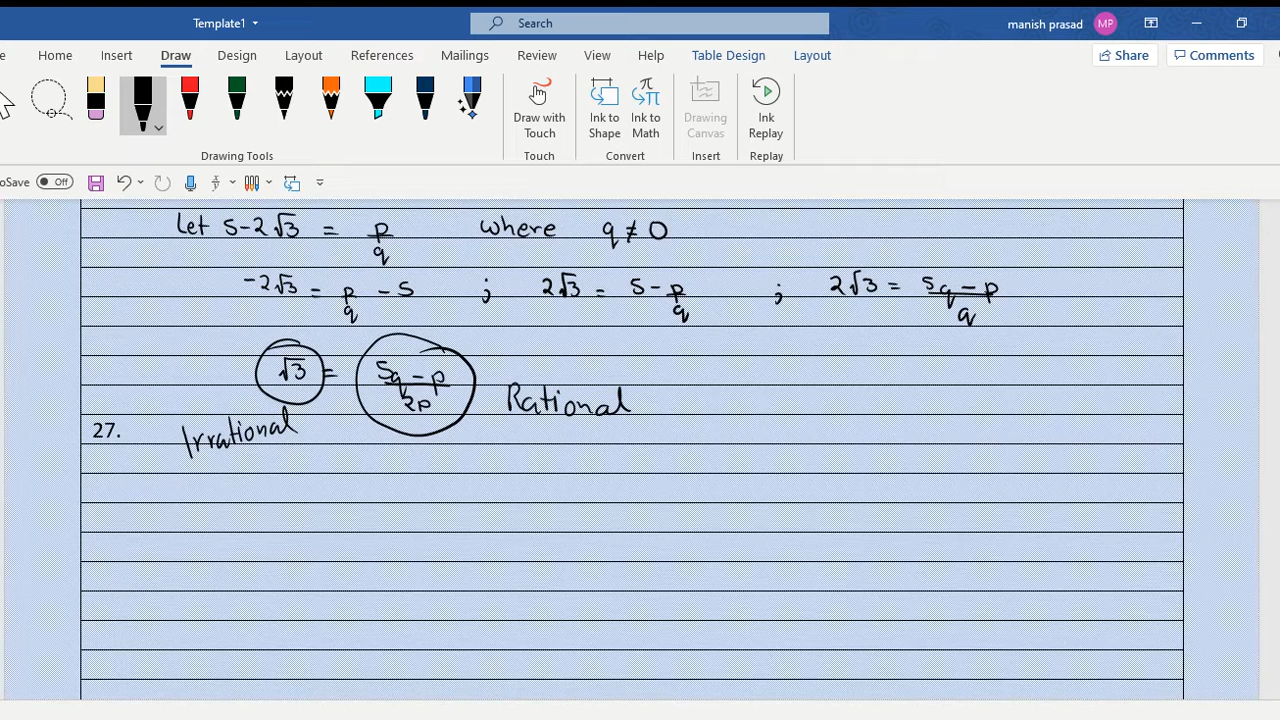 Template1
Search
manish prasad
MP
Home Insert Draw Design Layout References Mailings Review View Help Table Design Layout
Share
Comments
Draw with Touch
Ink to Shape
Ink to Math
Drawing Canvas
Ink Replay
Drawing Tools
Touch
Convert
Insert
Replay
oSave Off
Let 5-2√3 = p/q where q ≠ 0
-2√3 = p/q - 5 ; 2√3 = 5 - p/q ; 2√3 = 5q - p/q
√3 = 5q - p/2p Rational
27. Irrational